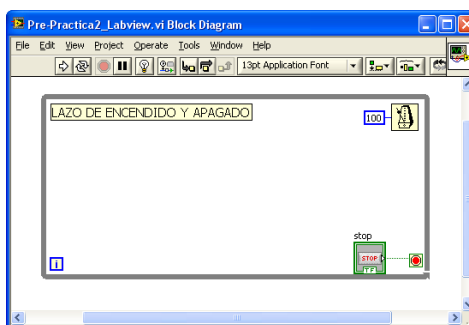 Pre-Practica2_Labview.vi Block Diagram
File Edit View Project Operate Tools Window Help
13pt Application Font
LAZO DE ENCENDIDO Y APAGADO
100
stop
STOP
TF
i